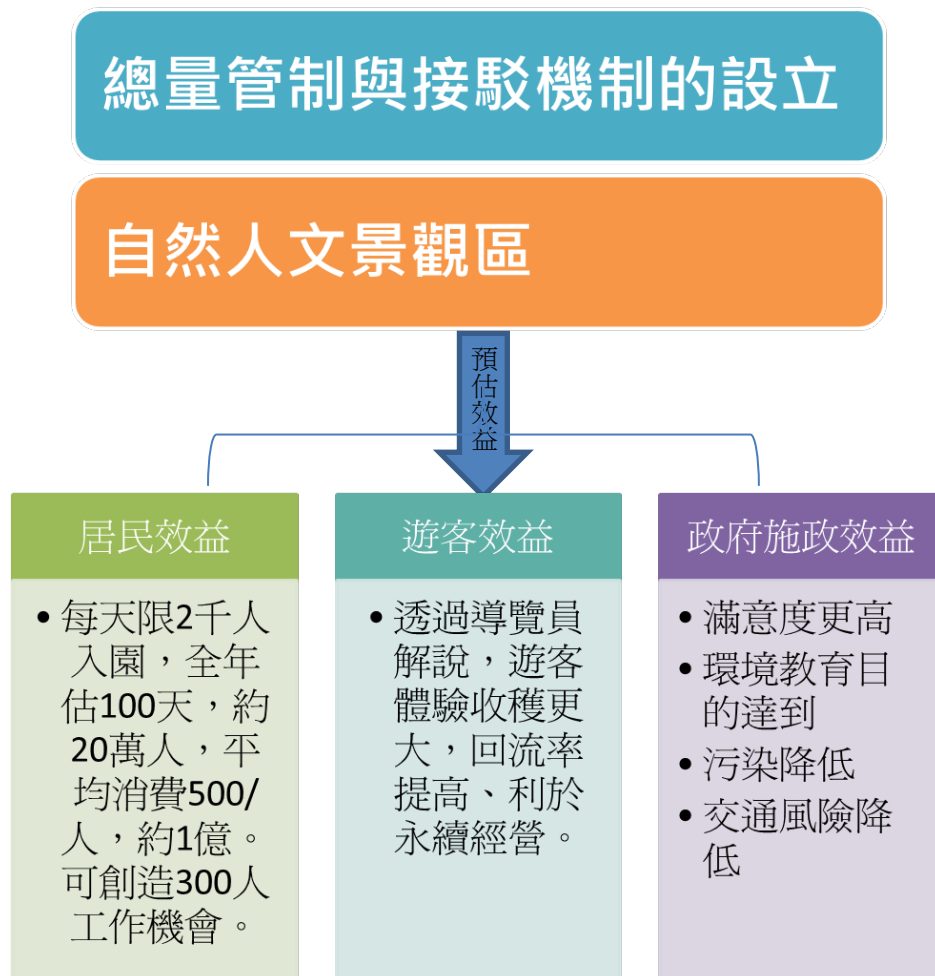 總量管制與接駁機制的設立
自然人文景觀區
預估效益
居民效益
• 每天限2千人
入園，全年
估100天，約
20萬人，平
均消費500/
人，約1億。
可創造300人
工作機會。
遊客效益
• 透過導覽員
解說，遊客
體驗收穫更
大，回流率
提高、利於
永續經營。
政府施政效益
• 滿意度更高
• 環境教育目
的達到
• 污染降低
• 交通風險降
低